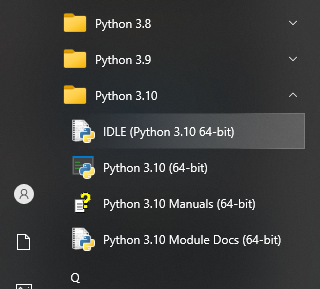 Python 3.8
Python 3.9
Python 3.10
IDLE (Python 3.10 64-bit)
Python 3.10 (64-bit)
Python 3.10 Manuals (64-bit)
Python 3.10 Module Docs (64-bit)
Q